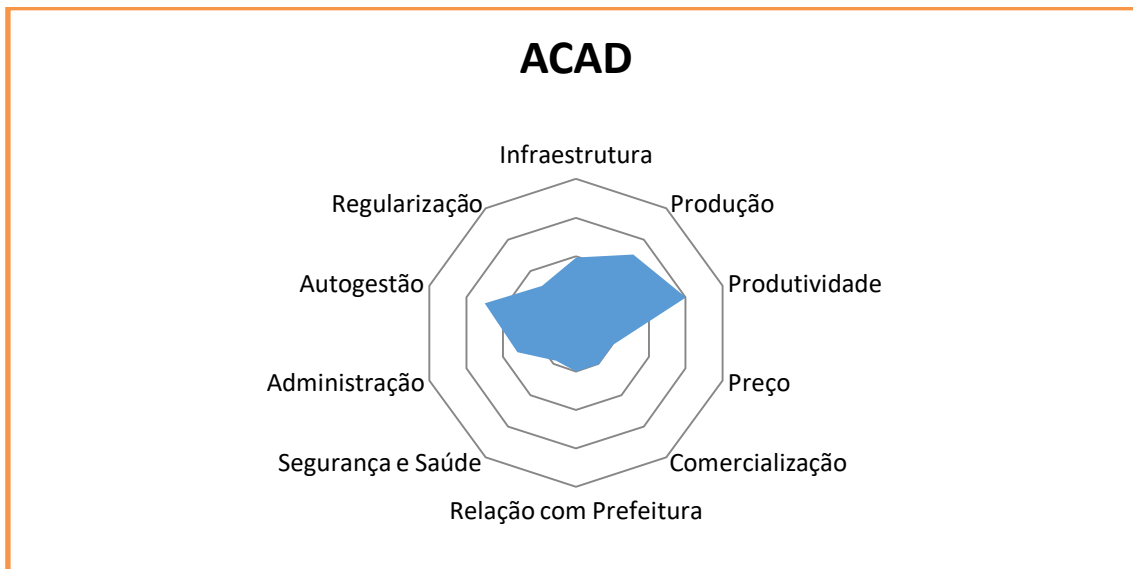 ACAD
Infraestrutura
Regularização
Produção
Autogestão
Produtividade
Administração
Preço
Segurança e Saúde
Comercialização
Relação com Prefeitura